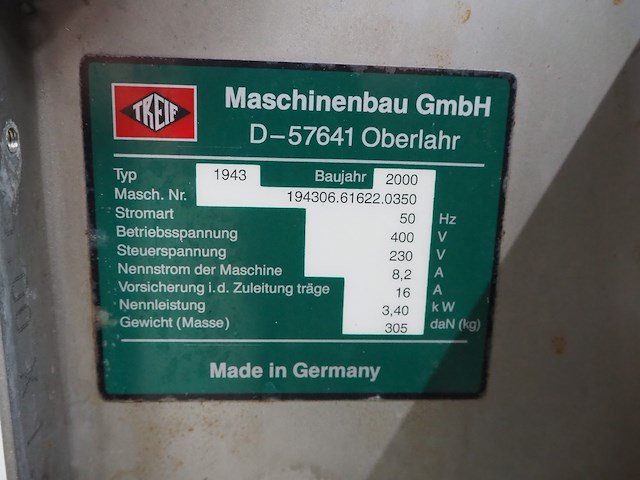 TREIF
Maschinenbau GmbH
D-57641 Oberlahr
Typ 1943 Baujahr 2000
Masch. Nr. 194306.61622.0350
Stromart 50 Hz
Betriebsspannung 400 V
Steuerspannung 230 V
Nennstrom der Maschine 8,2 A
Vorsicherung i.d. Zuleitung träge 16 A
Nennleistung 3,40 kW
Gewicht (Masse) 305 daN (kg)
Made in Germany